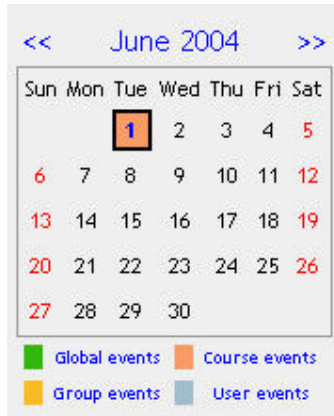 << June 2004 >>
Sun Mon Tue Wed Thu Fri Sat
1 2 3 4 5
6 7 8 9 10 11 12
13 14 15 16 17 18 19
20 21 22 23 24 25 26
27 28 29 30
Global events Course events
Group events User events